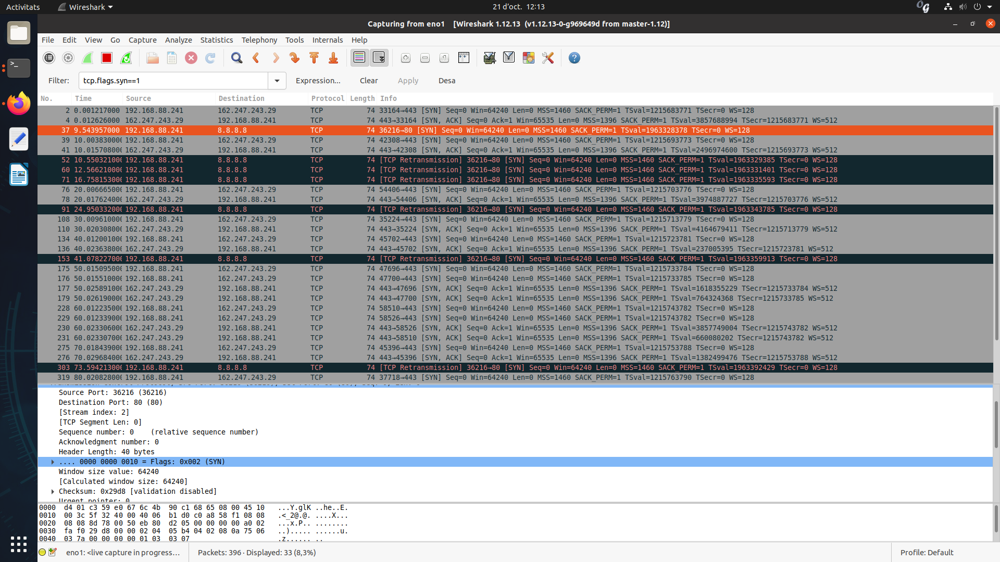 Activitats Wireshark 21 d'oct. 12:13
Capturing from eno1 [Wireshark 1.12.13 (v1.12.13-0-g969649d from master-1.12)]
File Edit View Go Capture Analyze Statistics Telephony Tools Internals Help
Filter: tcp.flags.syn==1 Expression... Clear Apply Desa
No. Time Source Destination Protocol Length Info
2 0.001217000 192.168.88.241 162.247.243.29 TCP 74 33164→443 [SYN] Seq=0 Win=64240 Len=0 MSS=1460 SACK_PERM=1 TSval=1215683771 TSecr=0 WS=128
4 0.012626000 162.247.243.29 192.168.88.241 TCP 74 443→33164 [SYN, ACK] Seq=0 Ack=1 Win=65535 Len=0 MSS=1396 SACK_PERM=1 TSval=3857688994 TSecr=1215683771 WS=512
37 9.543957000 192.168.88.241 8.8.8.8 TCP 74 36216→80 [SYN] Seq=0 Win=64240 Len=0 MSS=1460 SACK_PERM=1 TSval=1963328378 TSecr=0 WS=128
39 10.003830000 192.168.88.241 162.247.243.29 TCP 74 42308→443 [SYN] Seq=0 Win=64240 Len=0 MSS=1460 SACK_PERM=1 TSval=1215693773 TSecr=0 WS=128
41 10.015708000 162.247.243.29 192.168.88.241 TCP 74 443→42308 [SYN, ACK] Seq=0 Ack=1 Win=65535 Len=0 MSS=1396 SACK_PERM=1 TSval=2496974600 TSecr=1215693773 WS=512
52 10.550321000 192.168.88.241 8.8.8.8 TCP 74 [TCP Retransmission] 36216→80 [SYN] Seq=0 Win=64240 Len=0 MSS=1460 SACK_PERM=1 TSval=1963329385 TSecr=0 WS=128
60 12.566210000 192.168.88.241 8.8.8.8 TCP 74 [TCP Retransmission] 36216→80 [SYN] Seq=0 Win=64240 Len=0 MSS=1460 SACK_PERM=1 TSval=1963331401 TSecr=0 WS=128
71 16.758153000 192.168.88.241 8.8.8.8 TCP 74 [TCP Retransmission] 36216→80 [SYN] Seq=0 Win=64240 Len=0 MSS=1460 SACK_PERM=1 TSval=1963335593 TSecr=0 WS=128
76 20.006665000 192.168.88.241 162.247.243.29 TCP 74 54406→443 [SYN] Seq=0 Win=64240 Len=0 MSS=1460 SACK_PERM=1 TSval=1215703776 TSecr=0 WS=128
78 20.017624000 162.247.243.29 192.168.88.241 TCP 74 443→54406 [SYN, ACK] Seq=0 Ack=1 Win=65535 Len=0 MSS=1396 SACK_PERM=1 TSval=3974887727 TSecr=1215703776 WS=512
91 24.950332000 192.168.88.241 8.8.8.8 TCP 74 [TCP Retransmission] 36216→80 [SYN] Seq=0 Win=64240 Len=0 MSS=1460 SACK_PERM=1 TSval=1963343785 TSecr=0 WS=128
108 30.009610000 192.168.88.241 162.247.243.29 TCP 74 35224→443 [SYN] Seq=0 Win=64240 Len=0 MSS=1460 SACK_PERM=1 TSval=1215713779 TSecr=0 WS=128
110 30.020308000 162.247.243.29 192.168.88.241 TCP 74 443→35224 [SYN, ACK] Seq=0 Ack=1 Win=65535 Len=0 MSS=1396 SACK_PERM=1 TSval=4164679411 TSecr=1215713779 WS=512
134 40.012001000 192.168.88.241 162.247.243.29 TCP 74 45702→443 [SYN] Seq=0 Win=64240 Len=0 MSS=1460 SACK_PERM=1 TSval=1215723781 TSecr=0 WS=128
136 40.023638000 162.247.243.29 192.168.88.241 TCP 74 443→45702 [SYN, ACK] Seq=0 Ack=1 Win=65535 Len=0 MSS=1396 SACK_PERM=1 TSval=237005395 TSecr=1215723781 WS=512
153 41.078227000 192.168.88.241 8.8.8.8 TCP 74 [TCP Retransmission] 36216→80 [SYN] Seq=0 Win=64240 Len=0 MSS=1460 SACK_PERM=1 TSval=1963359913 TSecr=0 WS=128
175 50.015095000 192.168.88.241 162.247.243.29 TCP 74 47696→443 [SYN] Seq=0 Win=64240 Len=0 MSS=1460 SACK_PERM=1 TSval=1215733784 TSecr=0 WS=128
176 50.015510000 192.168.88.241 162.247.243.29 TCP 74 47700→443 [SYN] Seq=0 Win=64240 Len=0 MSS=1460 SACK_PERM=1 TSval=1215733785 TSecr=0 WS=128
177 50.025891000 162.247.243.29 192.168.88.241 TCP 74 443→47696 [SYN, ACK] Seq=0 Ack=1 Win=65535 Len=0 MSS=1396 SACK_PERM=1 TSval=1618355229 TSecr=1215733784 WS=512
179 50.026190000 162.247.243.29 192.168.88.241 TCP 74 443→47700 [SYN, ACK] Seq=0 Ack=1 Win=65535 Len=0 MSS=1396 SACK_PERM=1 TSval=764324368 TSecr=1215733785 WS=512
228 60.012235000 192.168.88.241 162.247.243.29 TCP 74 58510→443 [SYN] Seq=0 Win=64240 Len=0 MSS=1460 SACK_PERM=1 TSval=1215743782 TSecr=0 WS=128
229 60.012339000 192.168.88.241 162.247.243.29 TCP 74 58526→443 [SYN] Seq=0 Win=64240 Len=0 MSS=1460 SACK_PERM=1 TSval=1215743782 TSecr=0 WS=128
230 60.023306000 162.247.243.29 192.168.88.241 TCP 74 443→58526 [SYN, ACK] Seq=0 Ack=1 Win=65535 Len=0 MSS=1396 SACK_PERM=1 TSval=3857749004 TSecr=1215743782 WS=512
231 60.023307000 162.247.243.29 192.168.88.241 TCP 74 443→58510 [SYN, ACK] Seq=0 Ack=1 Win=65535 Len=0 MSS=1396 SACK_PERM=1 TSval=660080202 TSecr=1215743782 WS=512
275 70.018439000 192.168.88.241 162.247.243.29 TCP 74 45396→443 [SYN] Seq=0 Win=64240 Len=0 MSS=1460 SACK_PERM=1 TSval=1215753788 TSecr=0 WS=128
276 70.029684000 162.247.243.29 192.168.88.241 TCP 74 443→45396 [SYN, ACK] Seq=0 Ack=1 Win=65535 Len=0 MSS=1396 SACK_PERM=1 TSval=1382499476 TSecr=1215753788 WS=512
303 73.594213000 192.168.88.241 8.8.8.8 TCP 74 [TCP Retransmission] 36216→80 [SYN] Seq=0 Win=64240 Len=0 MSS=1460 SACK_PERM=1 TSval=1963392429 TSecr=0 WS=128
319 80.020828000 192.168.88.241 162.247.243.29 TCP 74 37718→443 [SYN] Seq=0 Win=64240 Len=0 MSS=1460 SACK_PERM=1 TSval=1215763790 TSecr=0 WS=128
Source Port: 36216 (36216)
Destination Port: 80 (80)
[Stream index: 2]
[TCP Segment Len: 0]
Sequence number: 0 (relative sequence number)
Acknowledgment number: 0
Header Length: 40 bytes
.... 0000 0000 0010 = Flags: 0x002 (SYN)
Window size value: 64240
[Calculated window size: 64240]
Checksum: 0x29d8 [validation disabled]
Urgent pointer: 0
0000 d4 01 c3 59 e0 67 6c 4b 90 c1 68 65 08 00 45 10 ...Y.glK ..he..E.
0010 00 3c 5f 32 40 00 40 06 b1 d0 c0 a8 58 f1 08 08 .<_2@.@. ....X...
0020 08 08 8d 78 00 50 eb 80 d2 05 00 00 00 00 a0 02 ...x.P.. ........
0030 fa f0 29 d8 00 00 02 04 05 b4 04 02 08 0a 75 06 ..)..... ......u.
0040 03 7a 00 00 00 00 01 03 03 07 .z...... ..
eno1: <live capture in progress... Packets: 396 · Displayed: 33 (8,3%) Profile: Default